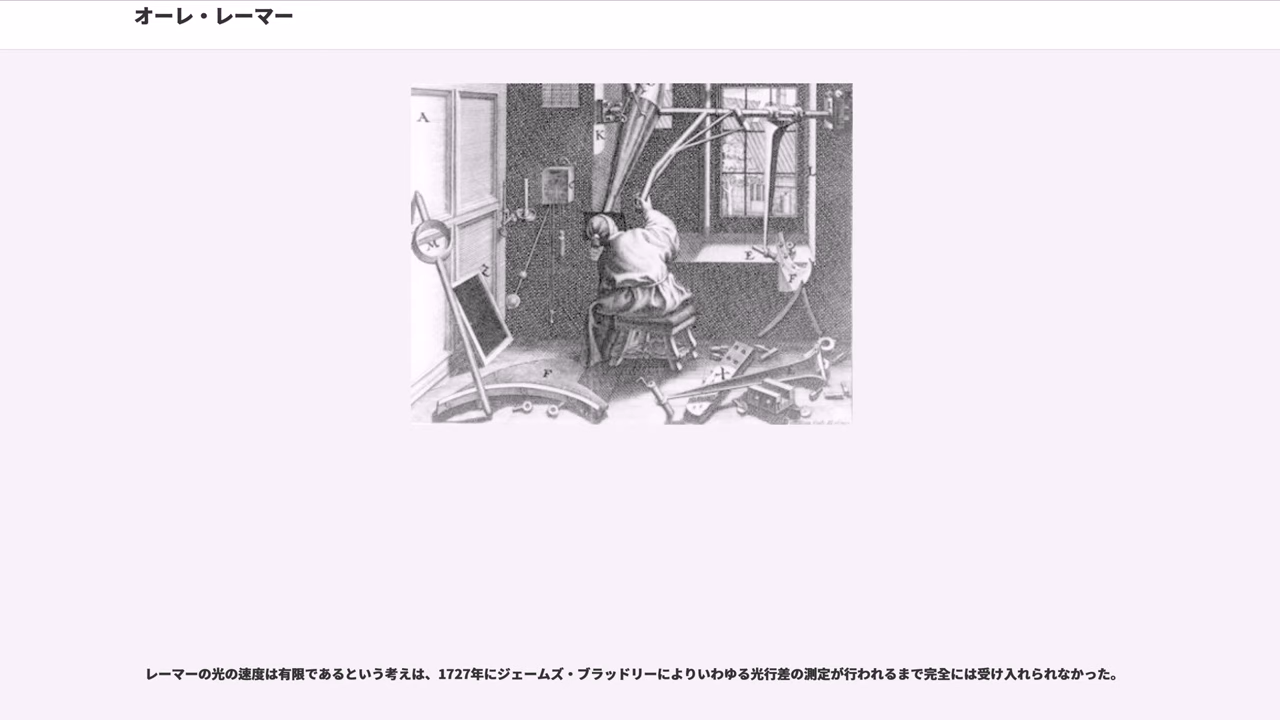 オーレ・レーマー
A
K
M
Z
E
F
F
レーマーの光の速度は有限であるという考えは、1727年にジェームズ・ブラッドリーによりいわゆる光行差の測定が行われるまで完全には受け入れられなかった。